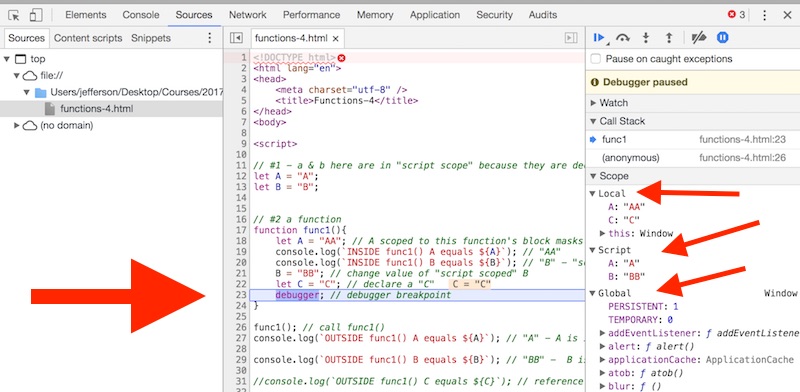 Elements Console Sources Network Performance Memory Application Security Audits 3
Sources Content scripts Snippets
top
file://
Users/jefferson/Desktop/Courses/2017
functions-4.html
(no domain)
functions-4.html ×
1 <!DOCTYPE html>
2 <html lang="en">
3 <head>
4 <meta charset="utf-8" />
5 <title>Functions-4</title>
6 </head>
7 <body>
8
9 <script>
10
11 // #1 - a & b here are in "script scope" because they are dec
12 let A = "A";
13 let B = "B";
14
15
16 // #2 a function
17 function func1(){
18 let A = "AA"; // A scoped to this function's block masks
19 console.log(`INSIDE func1() A equals ${A}`); // "AA"
20 console.log(`INSIDE func1() B equals ${B}`); // "B" - "s
21 B = "BB"; // change value of "script scoped" B
22 let C = "C"; // declare a "C" C = "C"
23 debugger; // debugger breakpoint
24 }
25
26 func1(); // call func1()
27 console.log(`OUTSIDE func1() A equals ${A}`); // "A" - A is
28
29 console.log(`OUTSIDE func1() B equals ${B}`); // "BB" - B is
30
31 //console.log(`OUTSIDE func1() C equals ${C}`); // reference
Pause on caught exceptions
Debugger paused
Watch
Call Stack
func1 functions-4.html:23
(anonymous) functions-4.html:26
Scope
Local
A: "AA"
C: "C"
this: Window
Script
A: "A"
B: "BB"
Global Window
PERSISTENT: 1
TEMPORARY: 0
addEventListener: ƒ addEventListene
alert: ƒ alert()
applicationCache: ApplicationCache
atob: ƒ atob()
blur: ƒ ()